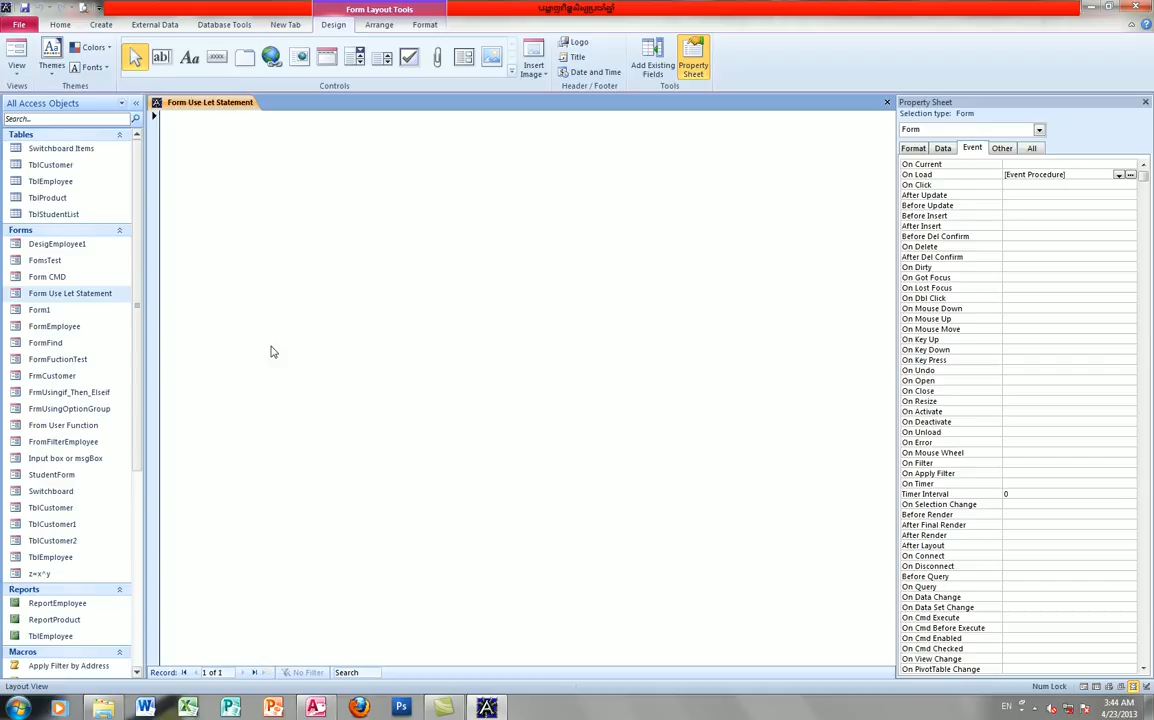 Form Layout Tools
File
Home
Create
External Data
Database Tools
New Tab
Design
Arrange
Format
View
Views
Themes
Colors
Fonts
Themes
Controls
Insert Image
Logo
Title
Date and Time
Header / Footer
Add Existing Fields
Property Sheet
Tools
All Access Objects
Search...
Tables
Switchboard Items
TblCustomer
TblEmployee
TblProduct
TblStudentList
Forms
DesigEmployee1
FomsTest
Form CMD
Form Use Let Statement
Form1
FormEmployee
FormFind
FormFuctionTest
FrmCustomer
FrmUsingif_Then_Elseif
FrmUsingOptionGroup
From User Function
FromFilterEmployee
Input box or msgBox
StudentForm
Switchboard
TblCustomer
TblCustomer1
TblCustomer2
TblEmployee
z=x^y
Reports
ReportEmployee
ReportProduct
TblEmployee
Macros
Apply Filter by Address
Form Use Let Statement
Record:
1 of 1
No Filter
Search
Property Sheet
Selection type: Form
Form
Format
Data
Event
Other
All
On Current
On Load [Event Procedure]
On Click
After Update
Before Update
Before Insert
After Insert
Before Del Confirm
On Delete
After Del Confirm
On Dirty
On Got Focus
On Lost Focus
On Dbl Click
On Mouse Down
On Mouse Up
On Mouse Move
On Key Up
On Key Down
On Key Press
On Undo
On Open
On Close
On Resize
On Activate
On Deactivate
On Unload
On Error
On Mouse Wheel
On Filter
On Apply Filter
On Timer
Timer Interval 0
On Selection Change
Before Render
After Final Render
After Render
After Layout
On Connect
On Disconnect
Before Query
On Query
On Data Change
On Data Set Change
On Cmd Execute
On Cmd Before Execute
On Cmd Enabled
On Cmd Checked
On View Change
On PivotTable Change
Layout View
Num Lock
EN
3:44 AM
4/23/2013